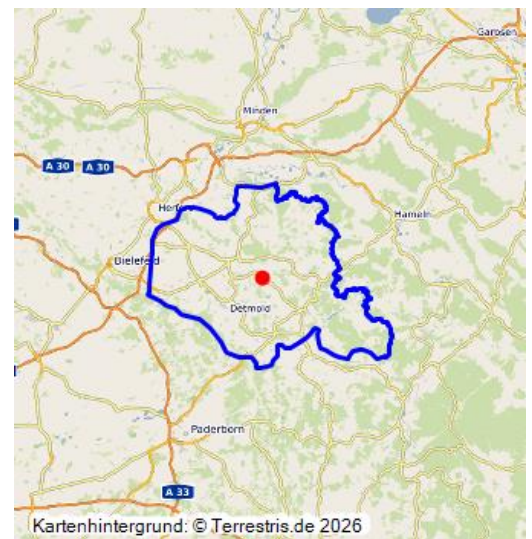 Garbsen
Minden
A 30 A 30
Herford
Hameln
Bielefeld
Detmold
Paderborn
A 33
Kartenhintergrund: © Terrestris.de 2026